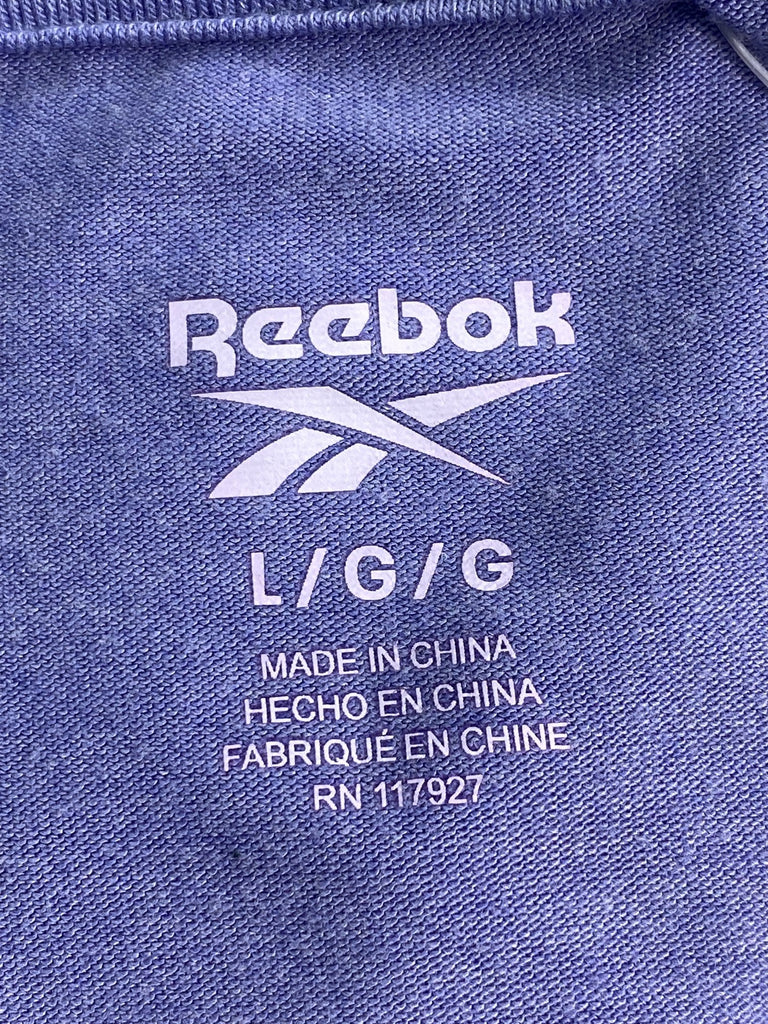 Reebok
L/G/G
MADE IN CHINA
HECHO EN CHINA
FABRIQUÉ EN CHINE
RN 117927